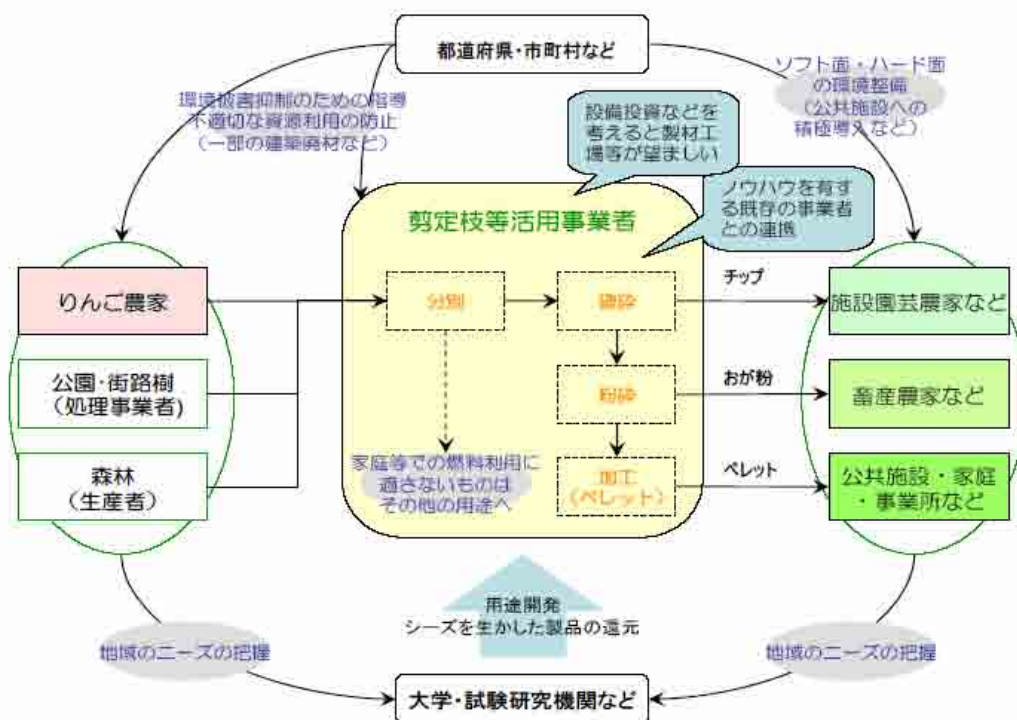 都道府県・市町村など
ソフト面・ハード面
の環境整備
（公共施設への
積極導入など）
環境被害抑制のための指導
不適切な資源利用の防止
（一部の建築廃材など）
設備投資などを
考えると製材工
場等が望ましい
ノウハウを有す
る既存の事業者
との連携
剪定枝等活用事業者
りんご農家
分別
破砕
チップ
施設園芸農家など
公園・街路樹
（処理事業者)
粉砕
おが粉
畜産農家など
森林
（生産者）
家庭等での燃料利用に
適さないものは
その他の用途へ
加工
（ペレット）
ペレット
公共施設・家庭
・事業所など
用途開発
シーズを生かした製品の還元
地域のニーズの把握
地域のニーズの把握
大学・試験研究機関など